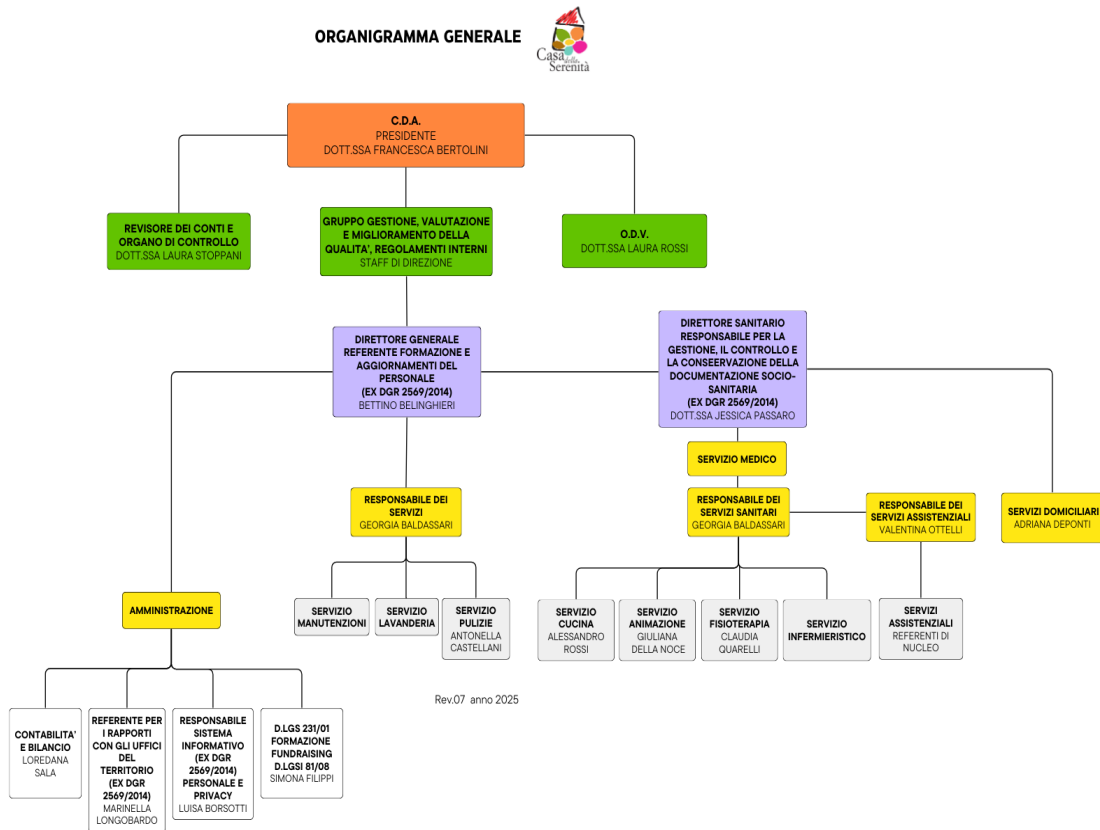 ORGANIGRAMMA GENERALE
Casa
della
Serenità
C.D.A.
PRESIDENTE
DOTT.SSA FRANCESCA BERTOLINI
REVISORE DEI CONTI E
ORGANO DI CONTROLLO
DOTT.SSA LAURA STOPPANI
GRUPPO GESTIONE, VALUTAZIONE
E MIGLIORAMENTO DELLA
QUALITA', REGOLAMENTI INTERNI
STAFF DI DIREZIONE
O.D.V.
DOTT.SSA LAURA ROSSI
DIRETTORE GENERALE
REFERENTE FORMAZIONE E
AGGIORNAMENTI DEL
PERSONALE
(EX DGR 2569/2014)
BETTINO BELINGHIERI
DIRETTORE SANITARIO
RESPONSABILE PER LA
GESTIONE, IL CONTROLLO E
LA CONSEERVAZIONE DELLA
DOCUMENTAZIONE SOCIO-
SANITARIA
(EX DGR 2569/2014)
DOTT.SSA JESSICA PASSARO
SERVIZIO MEDICO
RESPONSABILE DEI
SERVIZI
GEORGIA BALDASSARI
RESPONSABILE DEI
SERVIZI SANITARI
GEORGIA BALDASSARI
RESPONSABILE DEI
SERVIZI ASSISTENZIALI
VALENTINA OTTELLI
SERVIZI DOMICILIARI
ADRIANA DEPONTI
AMMINISTRAZIONE
SERVIZIO
MANUTENZIONI
SERVIZIO
LAVANDERIA
SERVIZIO
PULIZIE
ANTONELLA
CASTELLANI
SERVIZIO
CUCINA
ALESSANDRO
ROSSI
SERVIZIO
ANIMAZIONE
GIULIANA
DELLA NOCE
SERVIZIO
FISIOTERAPIA
CLAUDIA
QUARELLI
SERVIZIO
INFERMIERISTICO
SERVIZI
ASSISTENZIALI
REFERENTI DI
NUCLEO
Rev.07 anno 2025
CONTABILITA'
E BILANCIO
LOREDANA
SALA
REFERENTE PER
I RAPPORTI
CON GLI UFFICI
DEL
TERRITORIO
(EX DGR
2569/2014)
MARINELLA
LONGOBARDO
RESPONSABILE
SISTEMA
INFORMATIVO
(EX DGR
2569/2014)
PERSONALE E
PRIVACY
LUISA BORSOTTI
D.LGS 231/01
FORMAZIONE
FUNDRAISING
D.LGSI 81/08
SIMONA FILIPPI